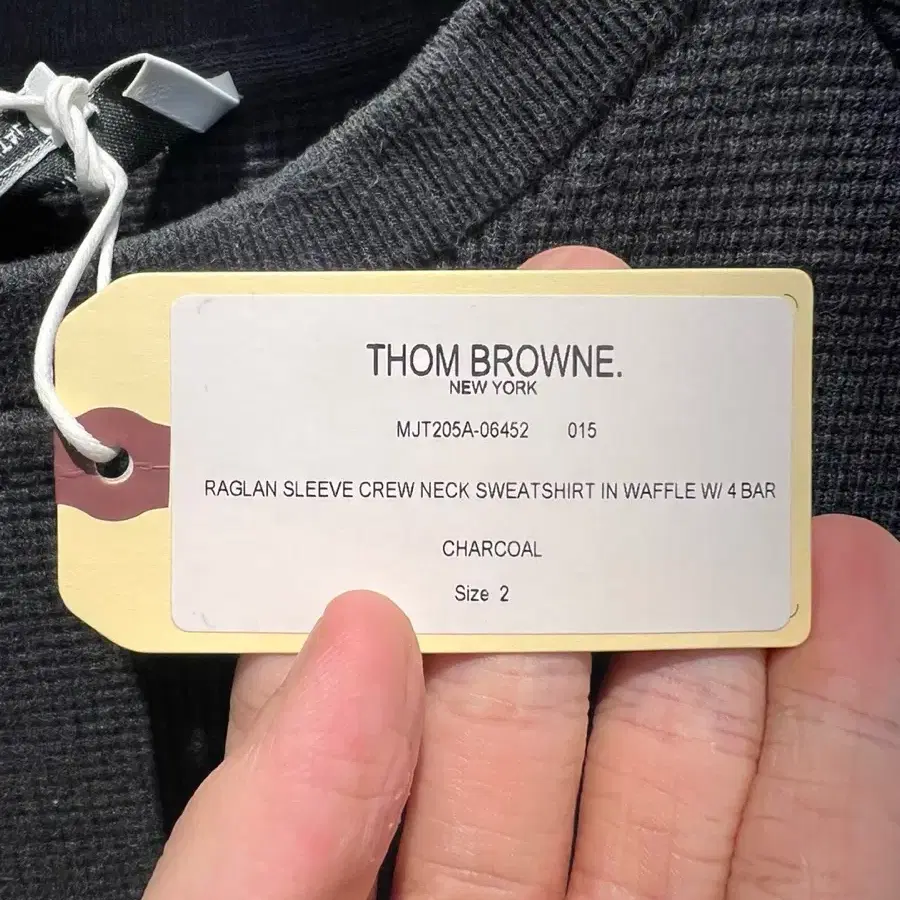 THOM BROWNE.
NEW YORK
MJT205A-06452 015
RAGLAN SLEEVE CREW NECK SWEATSHIRT IN WAFFLE W/ 4 BAR
CHARCOAL
Size 2